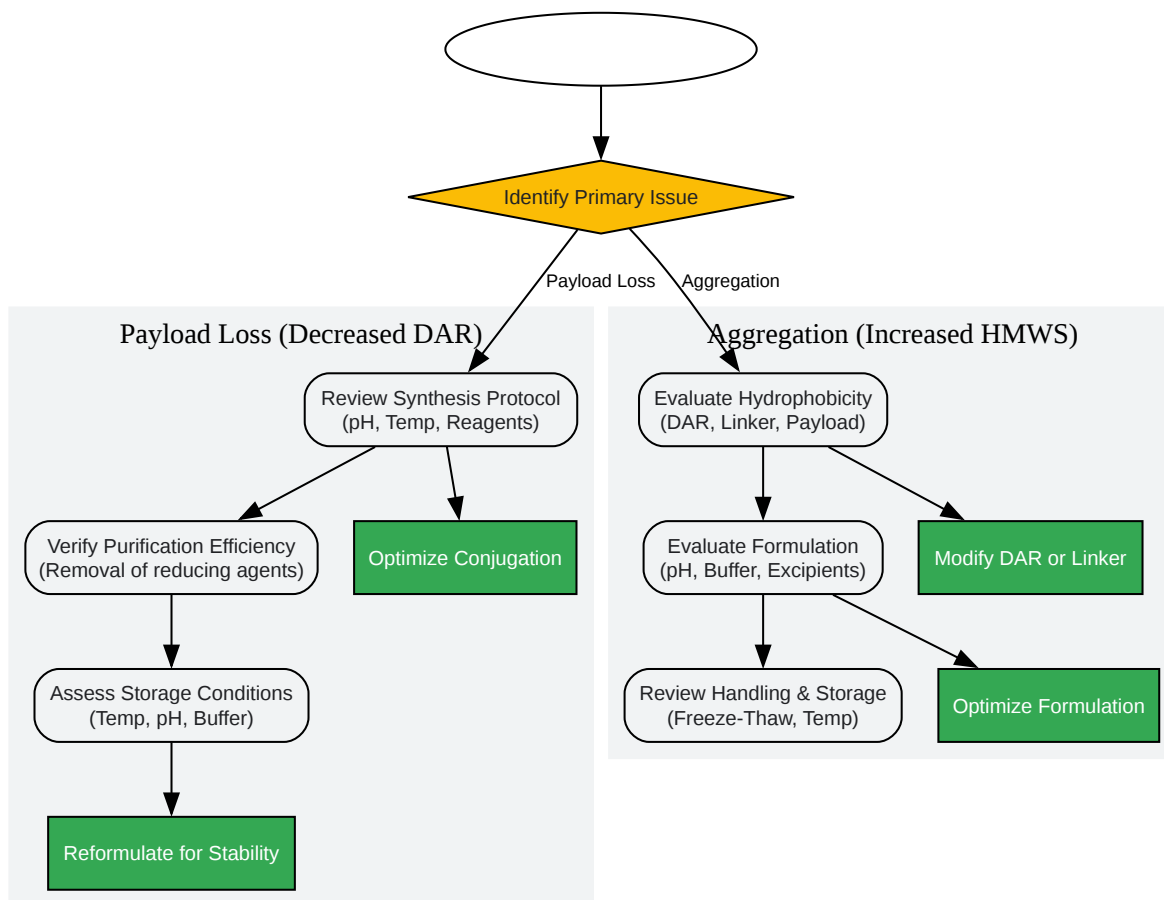 Identify Primary Issue
Payload Loss
Aggregation
Payload Loss (Decreased DAR)
Aggregation (Increased HMWS)
Review Synthesis Protocol
(pH, Temp, Reagents)
Evaluate Hydrophobicity
(DAR, Linker, Payload)
Verify Purification Efficiency
(Removal of reducing agents)
Optimize Conjugation
Evaluate Formulation
(pH, Buffer, Excipients)
Modify DAR or Linker
Assess Storage Conditions
(Temp, pH, Buffer)
Review Handling & Storage
(Freeze-Thaw, Temp)
Optimize Formulation
Reformulate for Stability